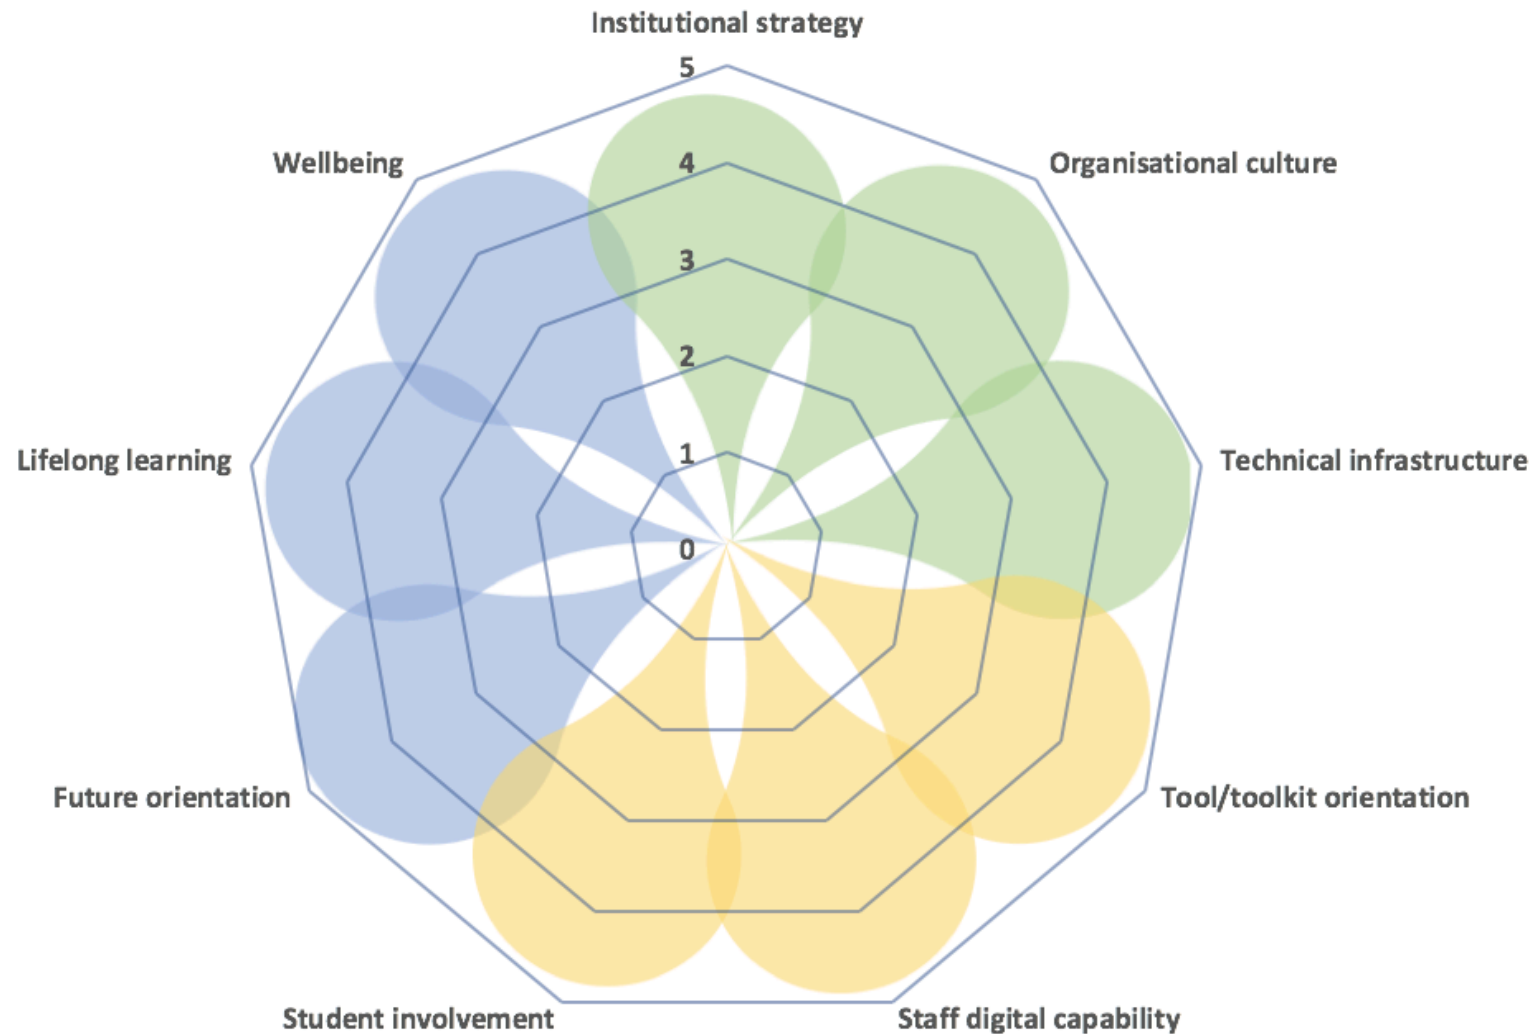 Institutional strategy
5
Wellbeing
4
Organisational culture
3
2
Lifelong learning
1
Technical infrastructure
0
Future orientation
Tool/toolkit orientation
Student involvement
Staff digital capability